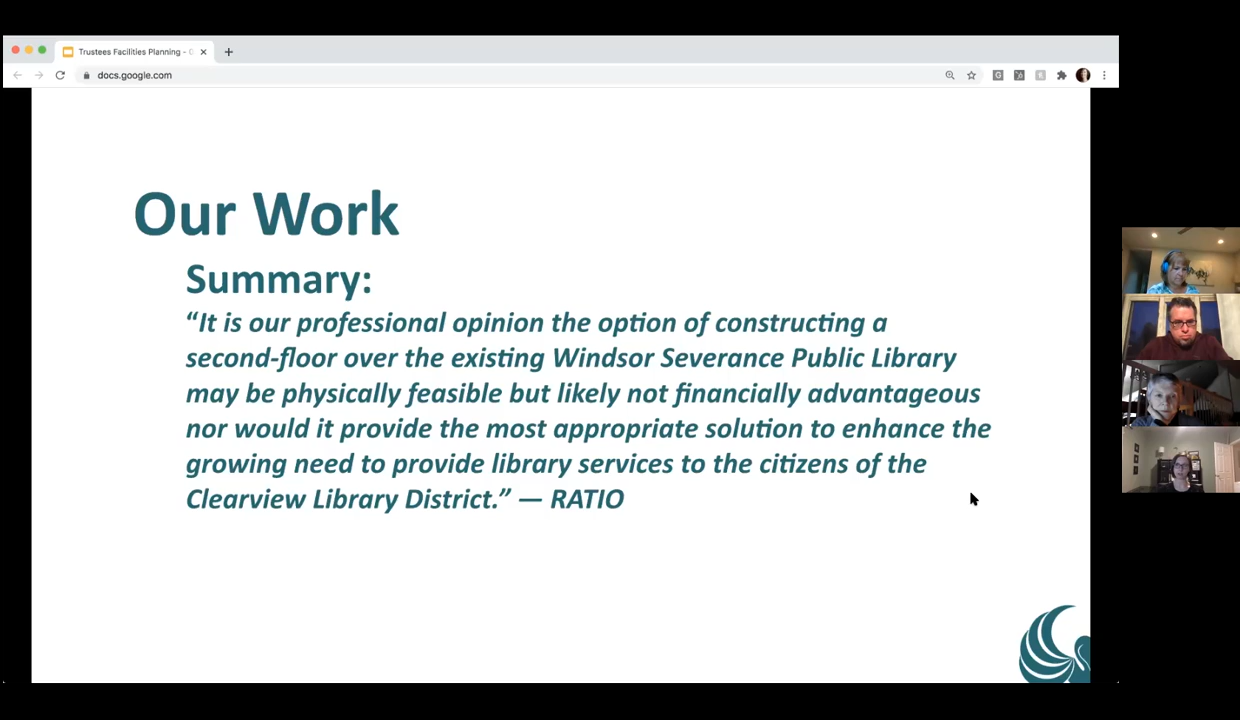 Trustees Facilities Planning - 
docs.google.com
Our Work
Summary:
“It is our professional opinion the option of constructing a
second-floor over the existing Windsor Severance Public Library
may be physically feasible but likely not financially advantageous
nor would it provide the most appropriate solution to enhance the
growing need to provide library services to the citizens of the
Clearview Library District.” — RATIO